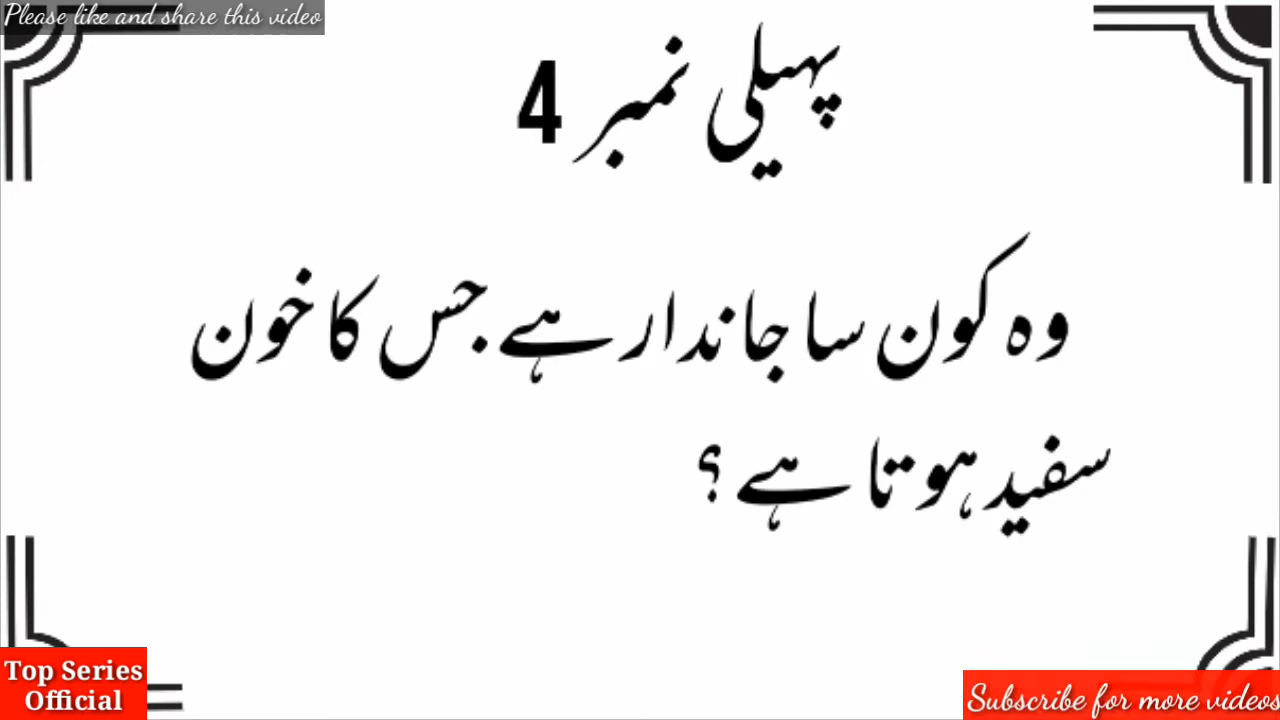 Please like and share this video
پہیلی نمبر 4
وہ کون سا جاندار ہے جس کا خون
سفید ہوتا ہے ؟
Top Series
Official
Subscribe for more videos